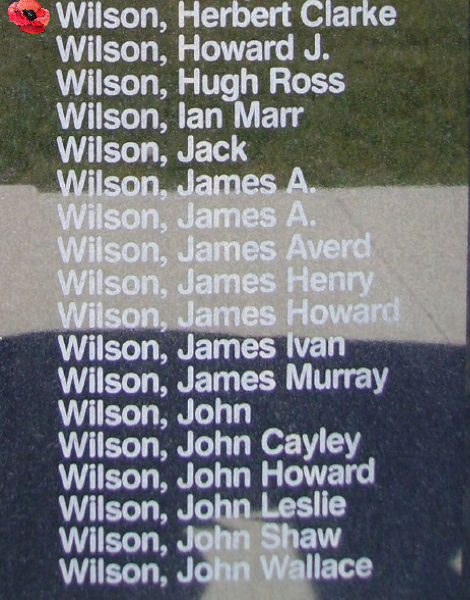 Wilson, Herbert Clarke
Wilson, Howard J.
Wilson, Hugh Ross
Wilson, Ian Marr
Wilson, Jack
Wilson, James A.
Wilson, James A.
Wilson, James Averd
Wilson, James Henry
Wilson, James Howard
Wilson, James Ivan
Wilson, James Murray
Wilson, John
Wilson, John Cayley
Wilson, John Howard
Wilson, John Leslie
Wilson, John Shaw
Wilson, John Wallace